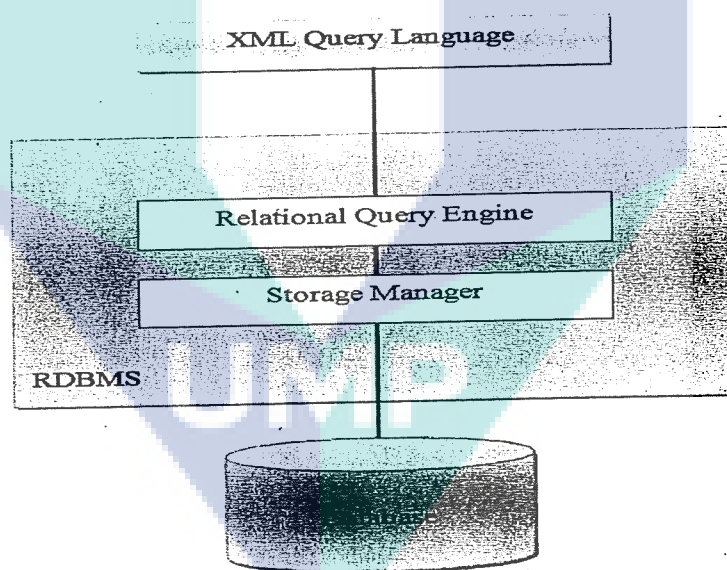 XML Query Language
Relational Query Engine
Storage Manager
RDBMS
UMP